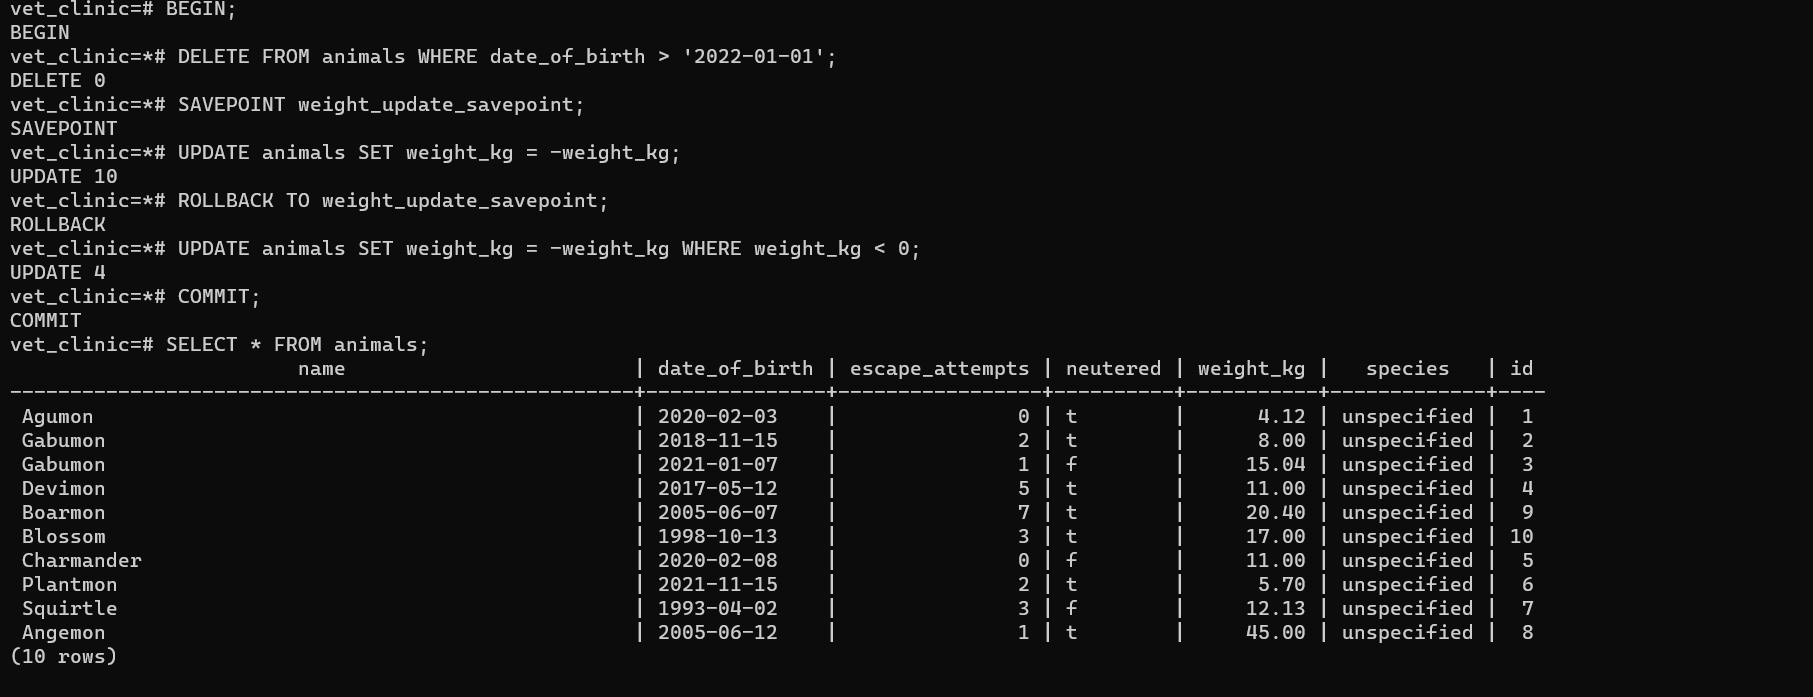 vet_clinic=# BEGIN;
BEGIN
vet_clinic=*# DELETE FROM animals WHERE date_of_birth > '2022-01-01';
DELETE 0
vet_clinic=*# SAVEPOINT weight_update_savepoint;
SAVEPOINT
vet_clinic=*# UPDATE animals SET weight_kg = -weight_kg;
UPDATE 10
vet_clinic=*# ROLLBACK TO weight_update_savepoint;
ROLLBACK
vet_clinic=*# UPDATE animals SET weight_kg = -weight_kg WHERE weight_kg < 0;
UPDATE 4
vet_clinic=*# COMMIT;
COMMIT
vet_clinic=# SELECT * FROM animals;
                        name                        | date_of_birth | escape_attempts | neutered | weight_kg |   species   | id
----------------------------------------------------+---------------+-----------------+----------+-----------+-------------+----
 Agumon                                             | 2020-02-03    |               0 | t        |      4.12 | unspecified |  1
 Gabumon                                            | 2018-11-15    |               2 | t        |      8.00 | unspecified |  2
 Gabumon                                            | 2021-01-07    |               1 | f        |     15.04 | unspecified |  3
 Devimon                                            | 2017-05-12    |               5 | t        |     11.00 | unspecified |  4
 Boarmon                                            | 2005-06-07    |               7 | t        |     20.40 | unspecified |  9
 Blossom                                            | 1998-10-13    |               3 | t        |     17.00 | unspecified | 10
 Charmander                                         | 2020-02-08    |               0 | f        |     11.00 | unspecified |  5
 Plantmon                                           | 2021-11-15    |               2 | t        |      5.70 | unspecified |  6
 Squirtle                                           | 1993-04-02    |               3 | f        |     12.13 | unspecified |  7
 Angemon                                            | 2005-06-12    |               1 | t        |     45.00 | unspecified |  8
(10 rows)